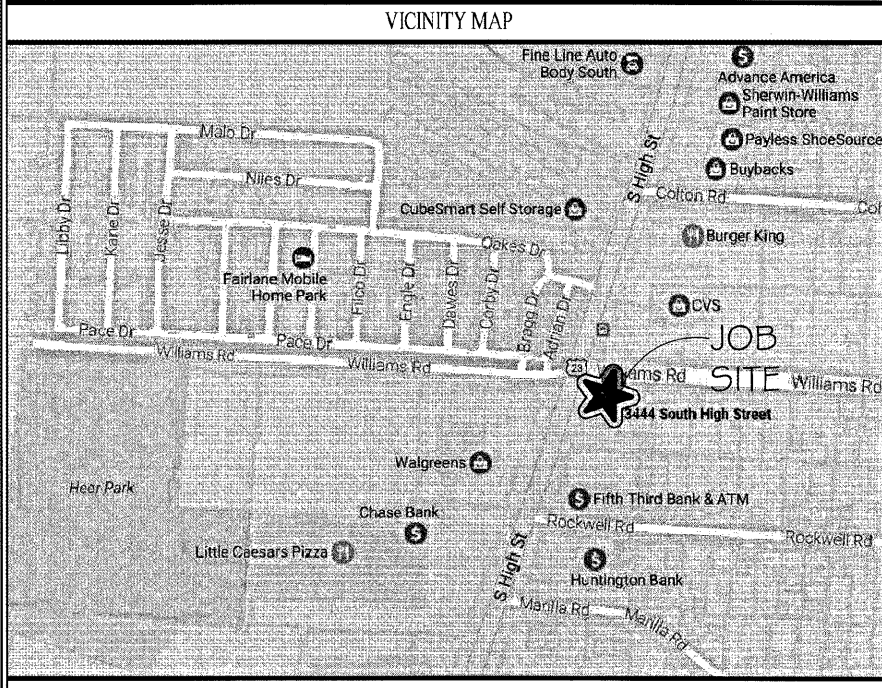 VICINITY MAP
Fine Line Auto
Body South
Advance America
Sherwin-Williams
Paint Store
Payless ShoeSource
Buybacks
S High St
Colton Rd
Col
Malo Dr
Niles Dr
CubeSmart Self Storage
Burger King
Libby Dr
Kane Dr
Jesse Dr
Oakes Dr
Fairlane Mobile
Home Park
Filco Dr
Engle Dr
Dawes Dr
Corby Dr
Bragg Dr
Adrian Dr
CVS
Pace Dr
Pace Dr
JOB
SITE
Williams Rd
Williams Rd
23
ams Rd
Williams Rd
3444 South High Street
Walgreens
Heer Park
Chase Bank
Fifth Third Bank & ATM
Rockwell Rd
Rockwell Rd
Little Caesars Pizza
S High St
Huntington Bank
Marilla Rd
Marilla Rd